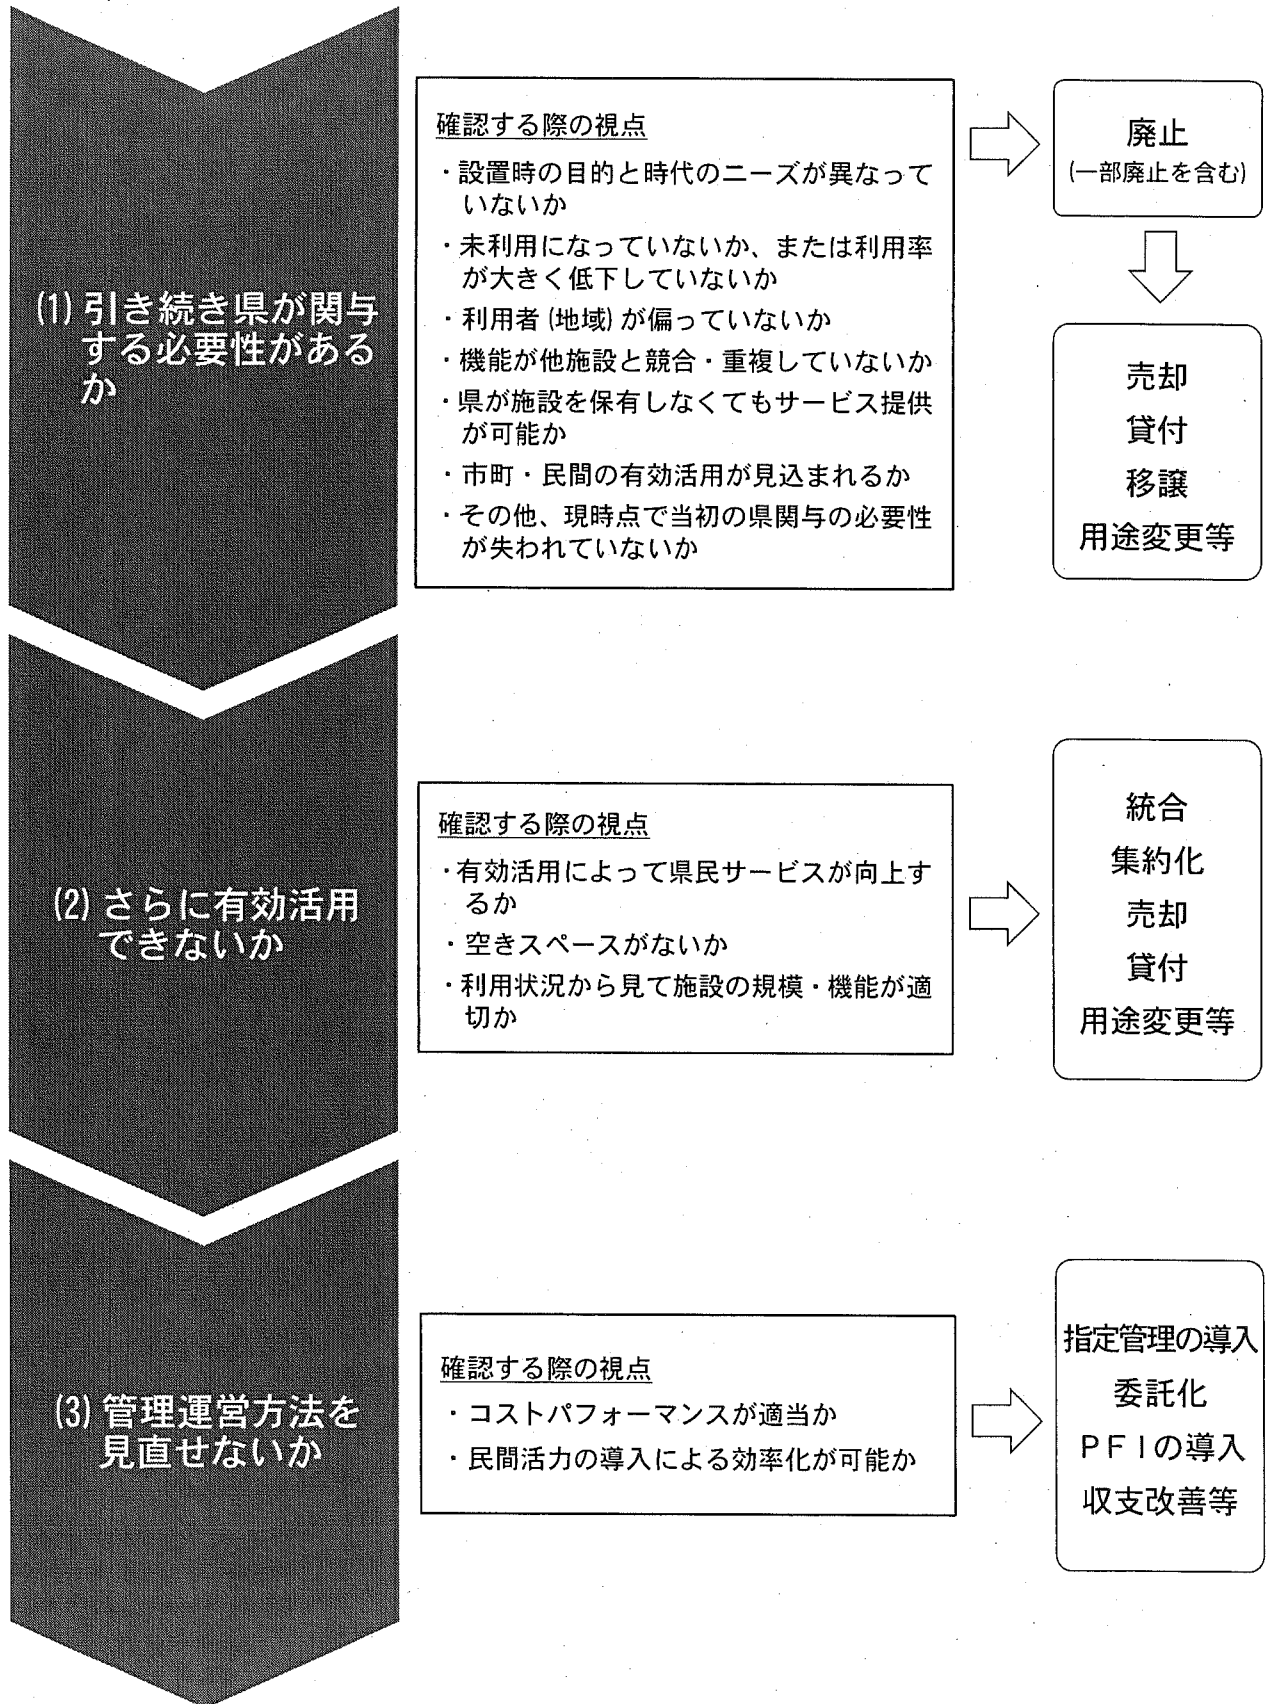 (1) 引き続き県が関与
する必要性がある
か
確認する際の視点
・設置時の目的と時代のニーズが異なって
いないか
・未利用になっていないか、または利用率
が大きく低下していないか
・利用者(地域)が偏っていないか
・機能が他施設と競合・重複していないか
・県が施設を保有しなくてもサービス提供
が可能か
・市町・民間の有効活用が見込まれるか
・その他、現時点で当初の県関与の必要性
が失われていないか
廃止
(一部廃止を含む)
売却
貸付
移譲
用途変更等
(2) さらに有効活用
できないか
確認する際の視点
・有効活用によって県民サービスが向上す
るか
・空きスペースがないか
・利用状況から見て施設の規模・機能が適
切か
統合
集約化
売却
貸付
用途変更等
(3) 管理運営方法を
見直せないか
確認する際の視点
・コストパフォーマンスが適当か
・民間活力の導入による効率化が可能か
指定管理の導入
委託化
PFIの導入
収支改善等